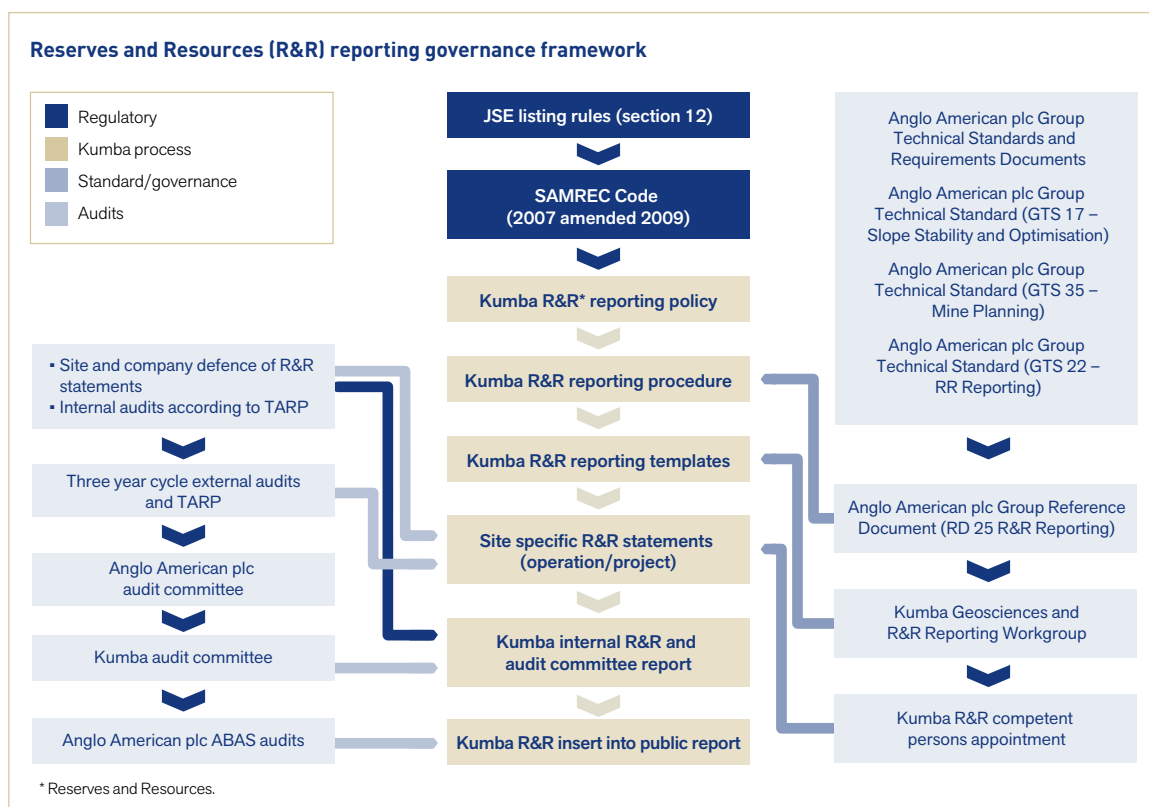 Reserves and Resources (R&R) reporting governance framework
Regulatory
Kumba process
Standard/governance
Audits
JSE listing rules (section 12)
SAMREC Code
(2007 amended 2009)
Kumba R&R* reporting policy
Kumba R&R reporting procedure
Kumba R&R reporting templates
Site specific R&R statements
(operation/project)
Kumba internal R&R and
audit committee report
Kumba R&R insert into public report
▪ Site and company defence of R&R
statements
▪ Internal audits according to TARP
Three year cycle external audits
and TARP
Anglo American plc
audit committee
Kumba audit committee
Anglo American plc ABAS audits
Anglo American plc Group
Technical Standards and
Requirements Documents
Anglo American plc Group
Technical Standard (GTS 17 –
Slope Stability and Optimisation)
Anglo American plc Group
Technical Standard (GTS 35 –
Mine Planning)
Anglo American plc Group
Technical Standard (GTS 22 –
RR Reporting)
Anglo American plc Group Reference
Document (RD 25 R&R Reporting)
Kumba Geosciences and
R&R Reporting Workgroup
Kumba R&R competent
persons appointment
* Reserves and Resources.